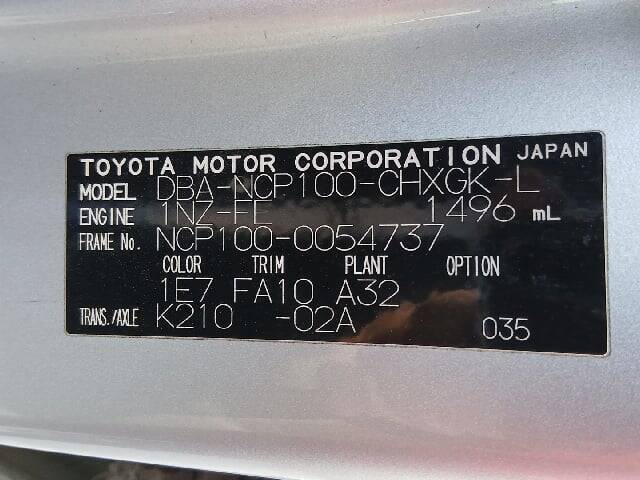 TOYOTA MOTOR CORPORATION JAPAN
MODEL DBA-NCP100-CHXGK-L
ENGINE 1NZ-FE 1496 mL
FRAME No. NCP100-0054737
COLOR TRIM PLANT OPTION
1E7 FA10 A32
TRANS./AXLE K210 -02A 035